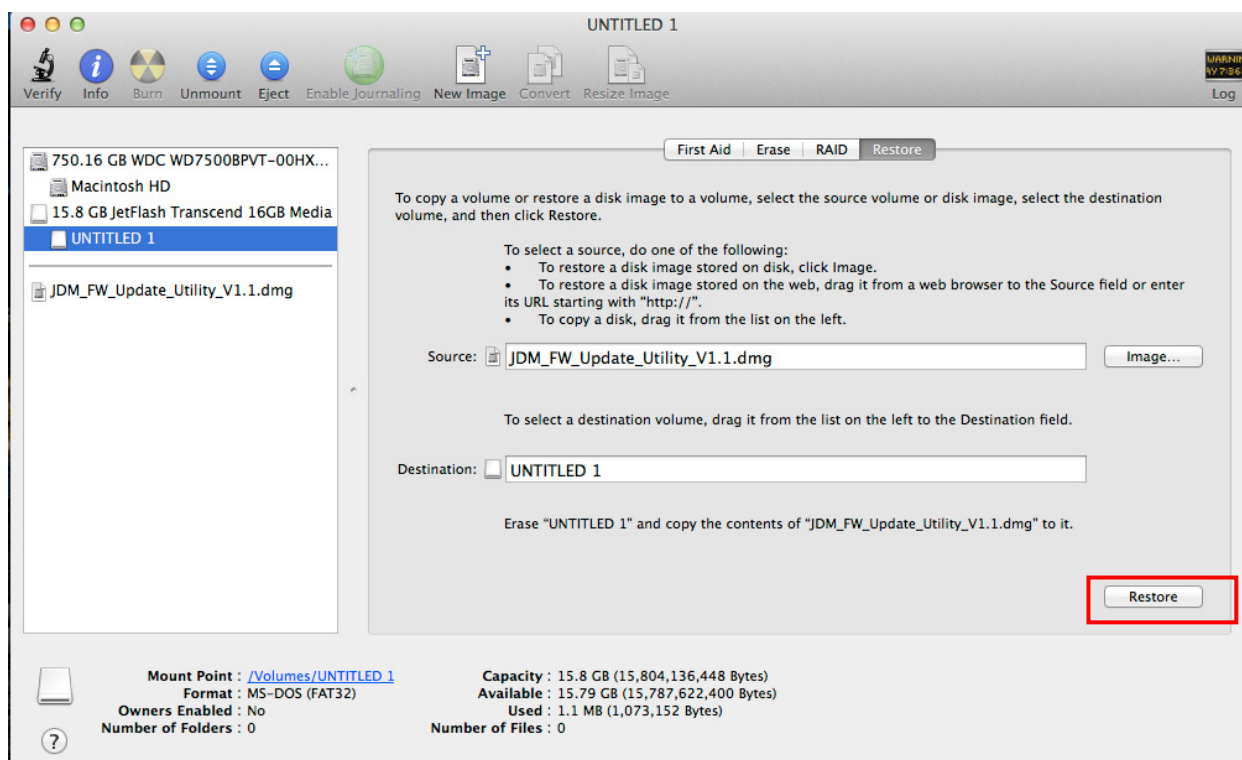 UNTITLED 1
Verify Info Burn Unmount Eject Enable Journaling New Image Convert Resize Image Log
750.16 GB WDC WD7500BPVT-00HX...
Macintosh HD
15.8 GB JetFlash Transcend 16GB Media
UNTITLED 1
JDM_FW_Update_Utility_V1.1.dmg
First Aid Erase RAID Restore
To copy a volume or restore a disk image to a volume, select the source volume or disk image, select the destination
volume, and then click Restore.
To select a source, do one of the following:
• To restore a disk image stored on disk, click Image.
• To restore a disk image stored on the web, drag it from a web browser to the Source field or enter
its URL starting with “http://”.
• To copy a disk, drag it from the list on the left.
Source: JDM_FW_Update_Utility_V1.1.dmg Image...
To select a destination volume, drag it from the list on the left to the Destination field.
Destination: UNTITLED 1
Erase “UNTITLED 1” and copy the contents of “JDM_FW_Update_Utility_V1.1.dmg” to it.
Restore
Mount Point : /Volumes/UNTITLED 1 Capacity : 15.8 GB (15,804,136,448 Bytes)
Format : MS-DOS (FAT32) Available : 15.79 GB (15,787,622,400 Bytes)
Owners Enabled : No Used : 1.1 MB (1,073,152 Bytes)
Number of Folders : 0 Number of Files : 0
?